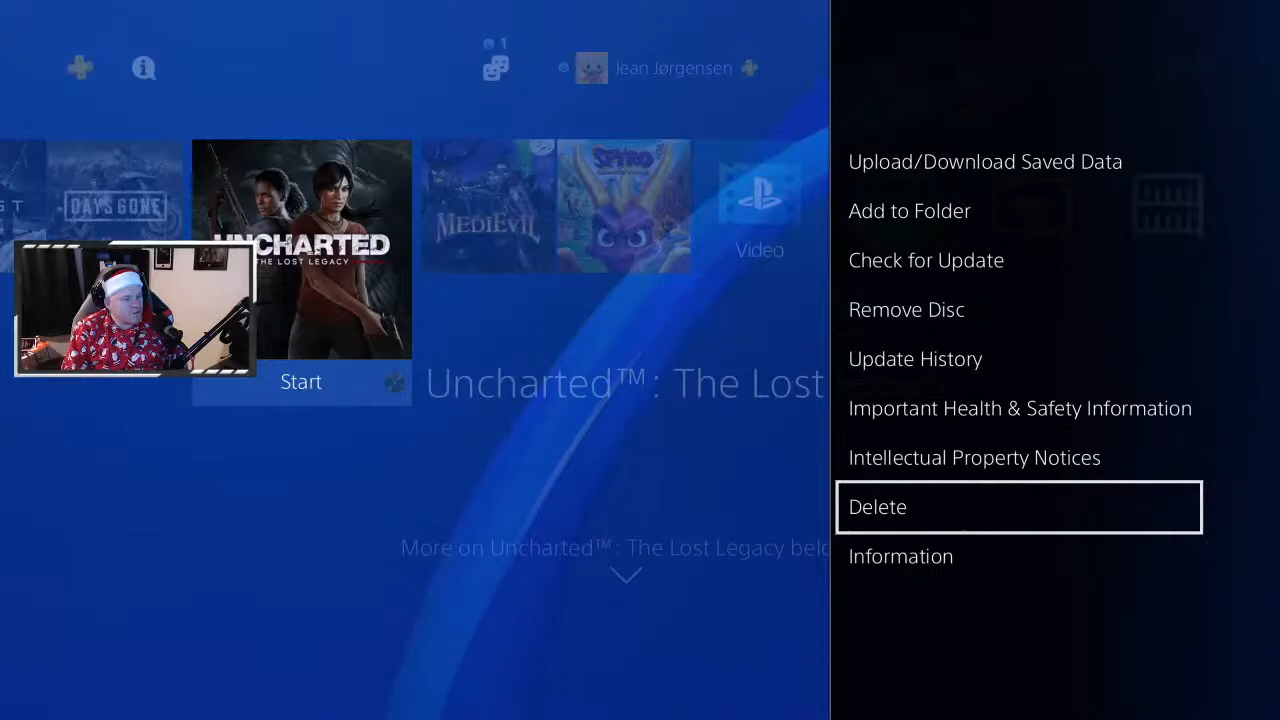 1
Jean Jørgensen
DAYS GONE
UNCHARTED
THE LOST LEGACY
MEDIEVIL
SPYRO
Video
Start
Uncharted™: The Lost
More on Uncharted™: The Lost Legacy belo
Upload/Download Saved Data
Add to Folder
Check for Update
Remove Disc
Update History
Important Health & Safety Information
Intellectual Property Notices
Delete
Information